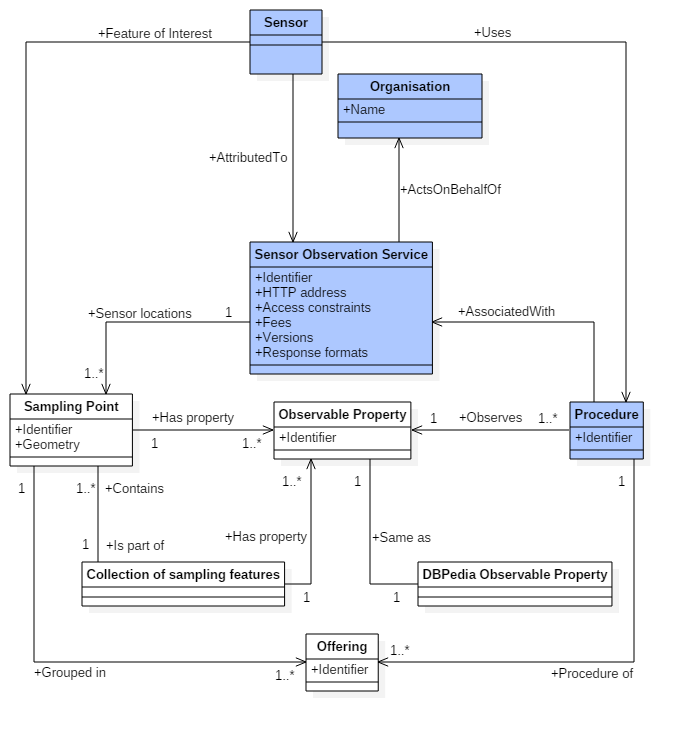 Sensor
+Feature of Interest
+Uses
Organisation
+Name
+AttributedTo
+ActsOnBehalfOf
Sensor Observation Service
+Identifier
+HTTP address
+Access constraints
+Fees
+Versions
+Response formats
+Sensor locations
1
1..*
+AssociatedWith
Sampling Point
+Identifier
+Geometry
+Has property
1
1..*
Observable Property
+Identifier
1
+Observes
1..*
Procedure
+Identifier
1
1..*
+Contains
1
+Is part of
1..*
+Has property
1
1
+Same as
1
1
Collection of sampling features
DBPedia Observable Property
Offering
+Identifier
+Grouped in
1..*
1..*
+Procedure of